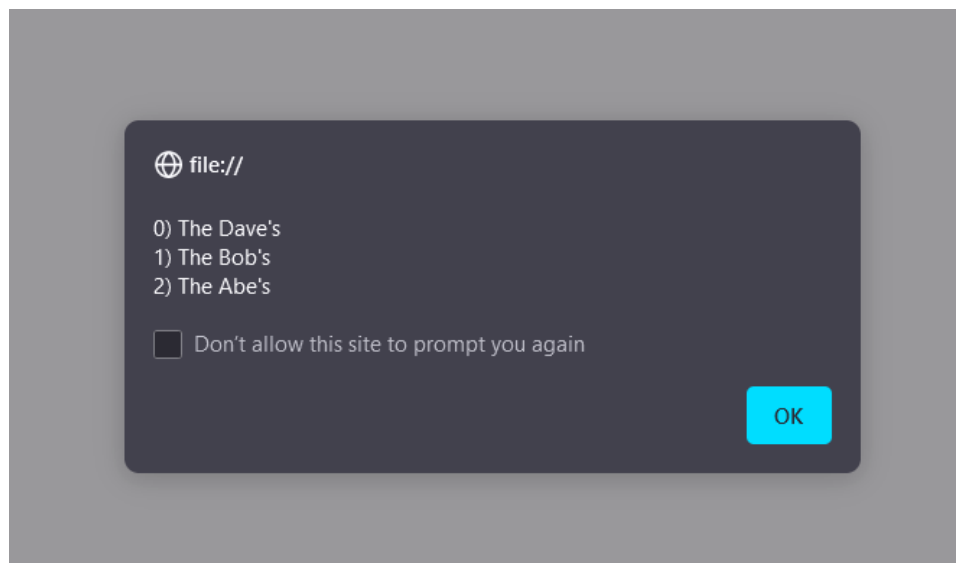 file://
0) The Dave's
1) The Bob's
2) The Abe's
Don’t allow this site to prompt you again
OK